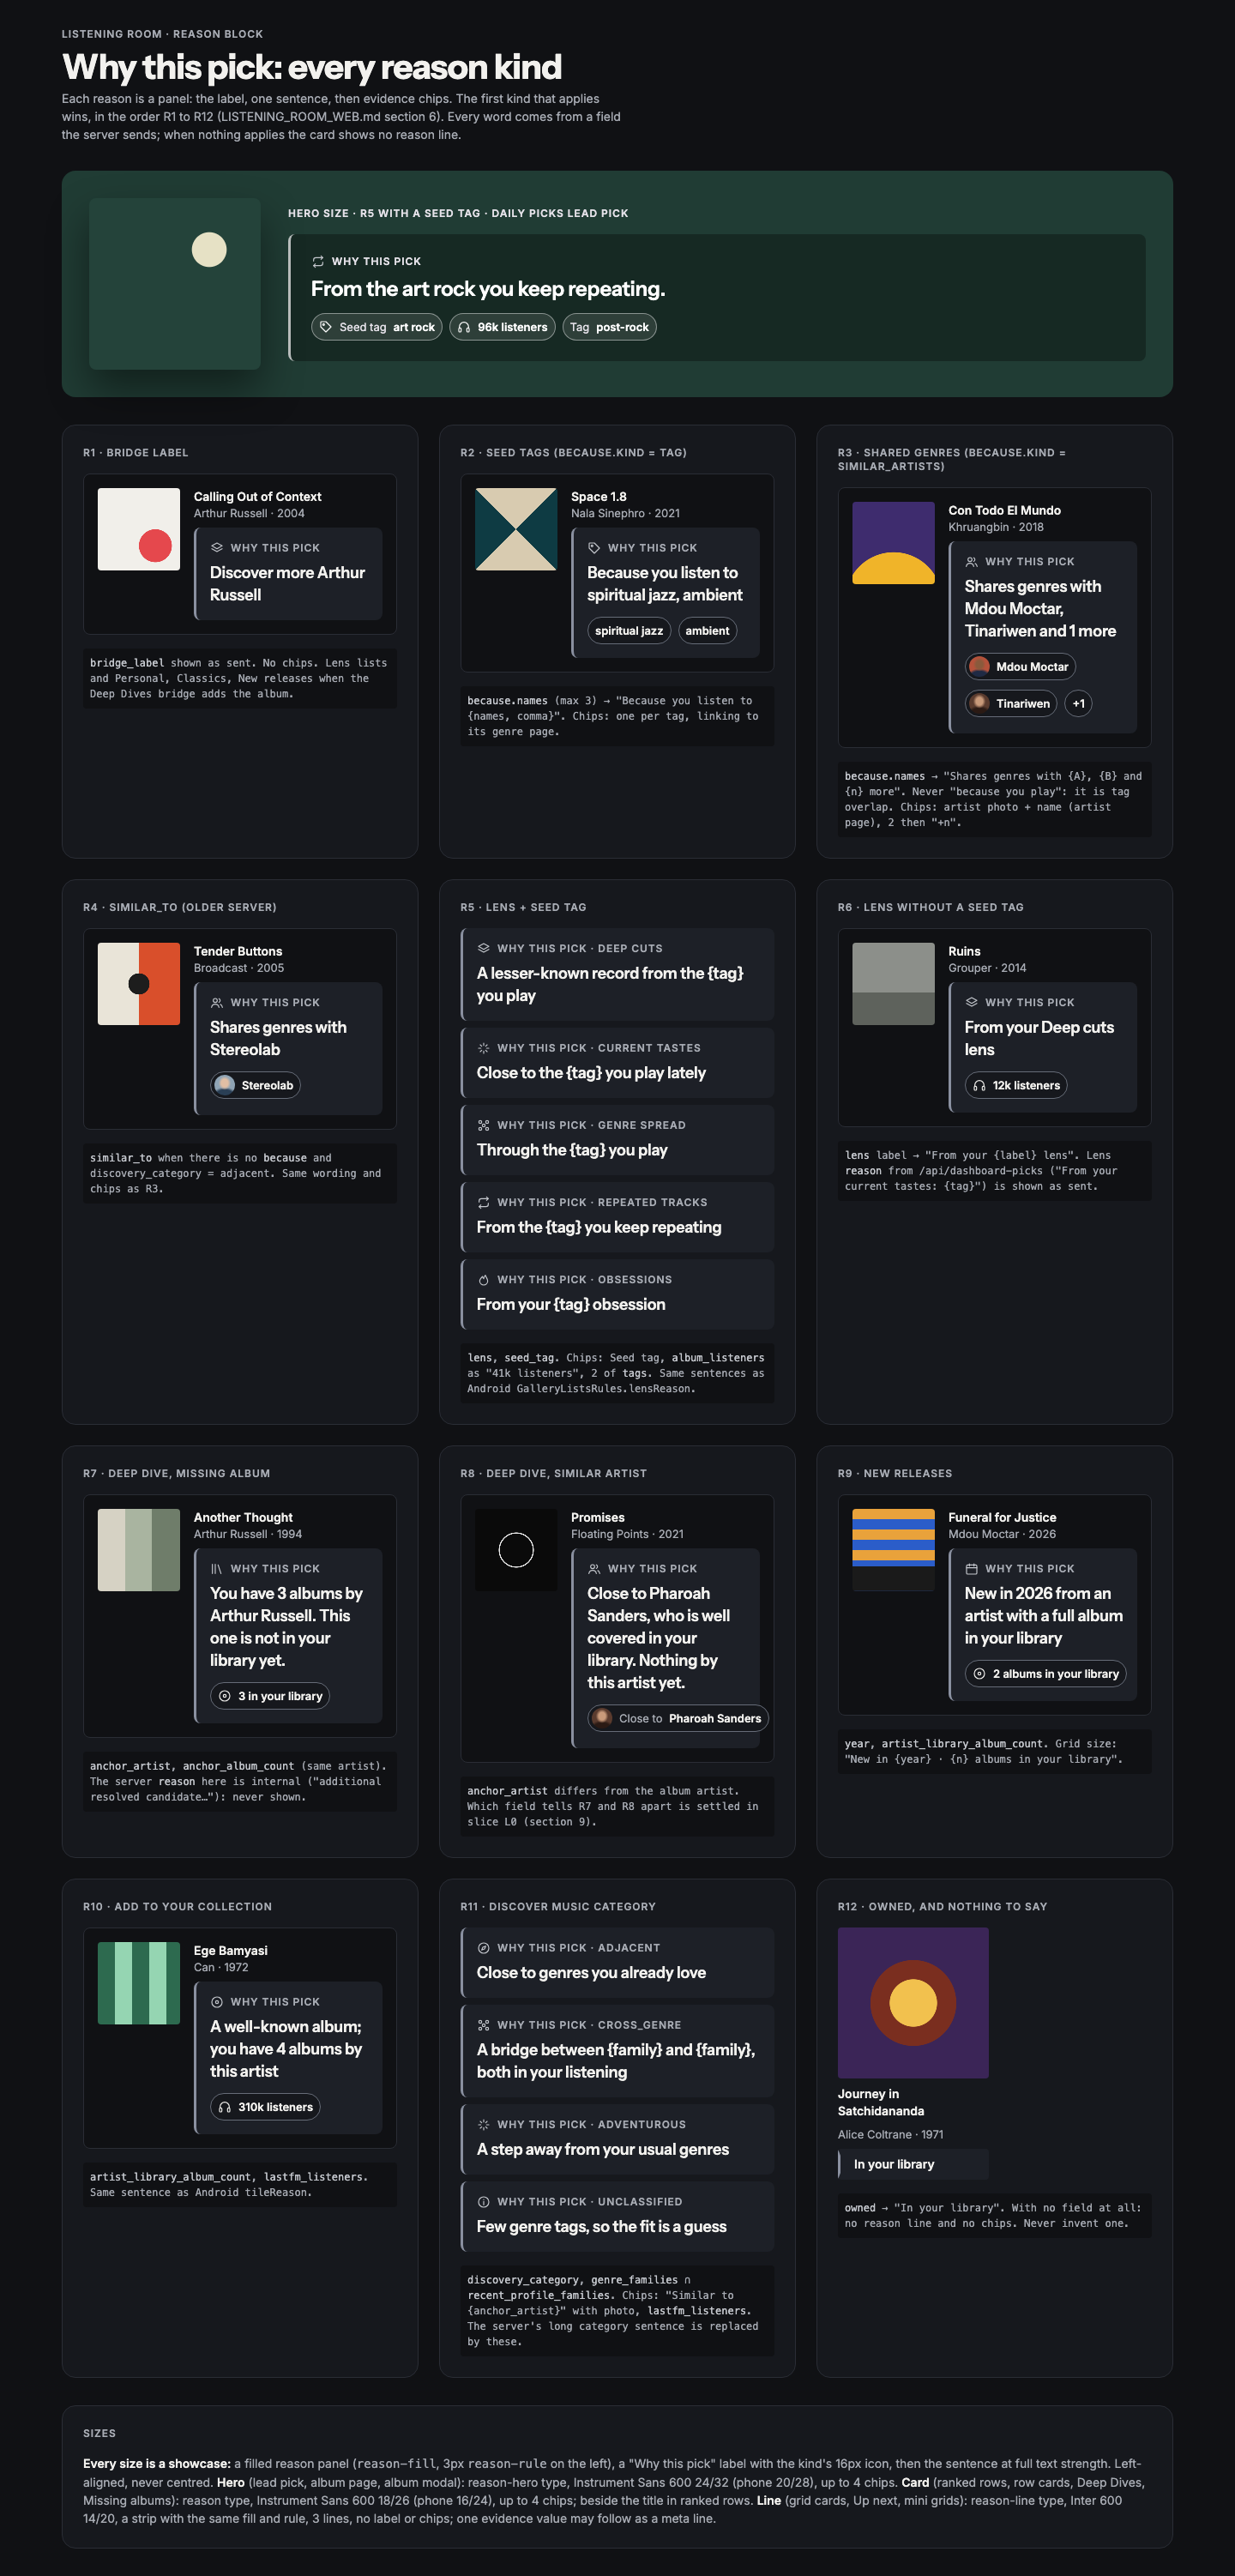 LISTENING ROOM · REASON BLOCK
Why this pick: every reason kind
Each reason is a panel: the label, one sentence, then evidence chips. The first kind that applies
wins, in the order R1 to R12 (LISTENING_ROOM_WEB.md section 6). Every word comes from a field
the server sends; when nothing applies the card shows no reason line.
HERO SIZE · R5 WITH A SEED TAG · DAILY PICKS LEAD PICK
WHY THIS PICK
From the art rock you keep repeating.
Seed tag art rock
96k listeners
Tag post-rock
R1 · BRIDGE LABEL
Calling Out of Context
Arthur Russell · 2004
WHY THIS PICK
Discover more Arthur
Russell
bridge_label shown as sent. No chips. Lens lists
and Personal, Classics, New releases when the
Deep Dives bridge adds the album.
R2 · SEED TAGS (BECAUSE.KIND = TAG)
Space 1.8
Nala Sinephro · 2021
WHY THIS PICK
Because you listen to
spiritual jazz, ambient
spiritual jazz
ambient
because.names (max 3) → "Because you listen to
{names, comma}". Chips: one per tag, linking to
its genre page.
R3 · SHARED GENRES (BECAUSE.KIND =
SIMILAR_ARTISTS)
Con Todo El Mundo
Khruangbin · 2018
WHY THIS PICK
Shares genres with
Mdou Moctar,
Tinariwen and 1 more
Mdou Moctar
Tinariwen
+1
because.names → "Shares genres with {A}, {B} and
{n} more". Never "because you play": it is tag
overlap. Chips: artist photo + name (artist
page), 2 then "+n".
R4 · SIMILAR_TO (OLDER SERVER)
Tender Buttons
Broadcast · 2005
WHY THIS PICK
Shares genres with
Stereolab
Stereolab
similar_to when there is no because and
discovery_category = adjacent. Same wording and
chips as R3.
R5 · LENS + SEED TAG
WHY THIS PICK · DEEP CUTS
A lesser-known record from the {tag}
you play
WHY THIS PICK · CURRENT TASTES
Close to the {tag} you play lately
WHY THIS PICK · GENRE SPREAD
Through the {tag} you play
WHY THIS PICK · REPEATED TRACKS
From the {tag} you keep repeating
WHY THIS PICK · OBSESSIONS
From your {tag} obsession
lens, seed_tag. Chips: Seed tag, album_listeners
as "41k listeners", 2 of tags. Same sentences as
Android GalleryListsRules.lensReason.
R6 · LENS WITHOUT A SEED TAG
Ruins
Grouper · 2014
WHY THIS PICK
From your Deep cuts
lens
12k listeners
lens label → "From your {label} lens". Lens
reason from /api/dashboard-picks ("From your
current tastes: {tag}") is shown as sent.
R7 · DEEP DIVE, MISSING ALBUM
Another Thought
Arthur Russell · 1994
WHY THIS PICK
You have 3 albums by
Arthur Russell. This
one is not in your
library yet.
3 in your library
anchor_artist, anchor_album_count (same artist).
The server reason here is internal ("additional
resolved candidate…"): never shown.
R8 · DEEP DIVE, SIMILAR ARTIST
Promises
Floating Points · 2021
WHY THIS PICK
Close to Pharoah
Sanders, who is well
covered in your
library. Nothing by
this artist yet.
Close to Pharoah Sanders
anchor_artist differs from the album artist.
Which field tells R7 and R8 apart is settled in
slice L0 (section 9).
R9 · NEW RELEASES
Funeral for Justice
Mdou Moctar · 2026
WHY THIS PICK
New in 2026 from an
artist with a full album
in your library
2 albums in your library
year, artist_library_album_count. Grid size:
"New in {year} · {n} albums in your library".
R10 · ADD TO YOUR COLLECTION
Ege Bamyasi
Can · 1972
WHY THIS PICK
A well-known album;
you have 4 albums by
this artist
310k listeners
artist_library_album_count, lastfm_listeners.
Same sentence as Android tileReason.
R11 · DISCOVER MUSIC CATEGORY
WHY THIS PICK · ADJACENT
Close to genres you already love
WHY THIS PICK · CROSS_GENRE
A bridge between {family} and {family},
both in your listening
WHY THIS PICK · ADVENTUROUS
A step away from your usual genres
WHY THIS PICK · UNCLASSIFIED
Few genre tags, so the fit is a guess
discovery_category, genre_families ∩
recent_profile_families. Chips: "Similar to
{anchor_artist}" with photo, lastfm_listeners.
The server's long category sentence is replaced
by these.
R12 · OWNED, AND NOTHING TO SAY
Journey in
Satchidananda
Alice Coltrane · 1971
In your library
owned → "In your library". With no field at all:
no reason line and no chips. Never invent one.
SIZES
Every size is a showcase: a filled reason panel (reason-fill, 3px reason-rule on the left), a "Why this pick" label with the kind's 16px icon, then the sentence at full text strength. Left-
aligned, never centred. Hero (lead pick, album page, album modal): reason-hero type, Instrument Sans 600 24/32 (phone 20/28), up to 4 chips. Card (ranked rows, row cards, Deep Dives,
Missing albums): reason type, Instrument Sans 600 18/26 (phone 16/24), up to 4 chips; beside the title in ranked rows. Line (grid cards, Up next, mini grids): reason-line type, Inter 600
14/20, a strip with the same fill and rule, 3 lines, no label or chips; one evidence value may follow as a meta line.